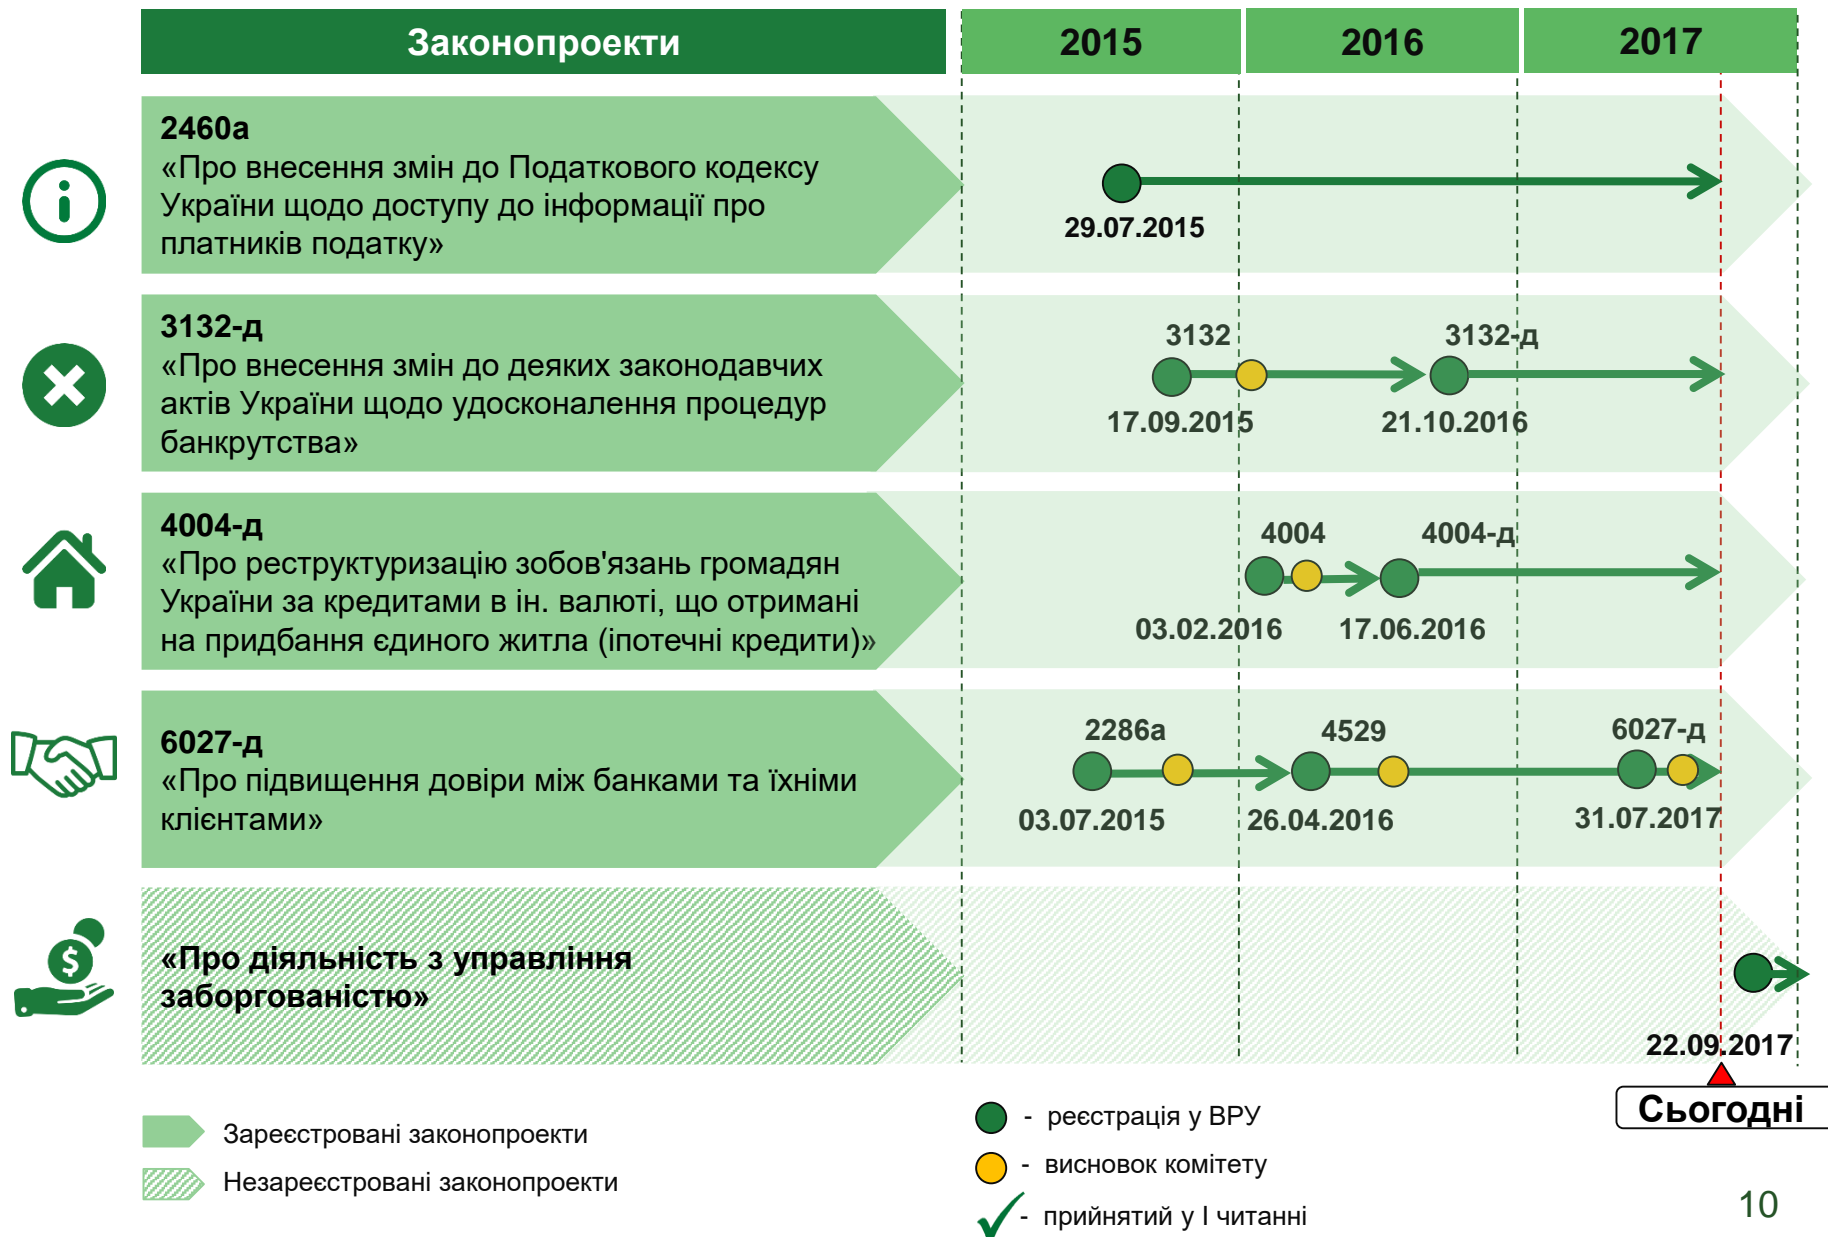 Законопроекти
2015
2016
2017
2460а
«Про внесення змін до Податкового кодексу
України щодо доступу до інформації про
платників податку»
29.07.2015
3132-д
«Про внесення змін до деяких законодавчих
актів України щодо удосконалення процедур
банкрутства»
3132
3132-д
17.09.2015
21.10.2016
4004-д
«Про реструктуризацію зобов'язань громадян
України за кредитами в ін. валюті, що отримані
на придбання єдиного житла (іпотечні кредити)»
4004
4004-д
03.02.2016
17.06.2016
6027-д
«Про підвищення довіри між банками та їхніми
клієнтами»
2286а
4529
6027-д
03.07.2015
26.04.2016
31.07.2017
$
«Про діяльність з управління
заборгованістю»
22.09.2017
Сьогодні
Зареєстровані законопроекти
Незареєстровані законопроекти
- реєстрація у ВРУ
- висновок комітету
- прийнятий у І читанні
10